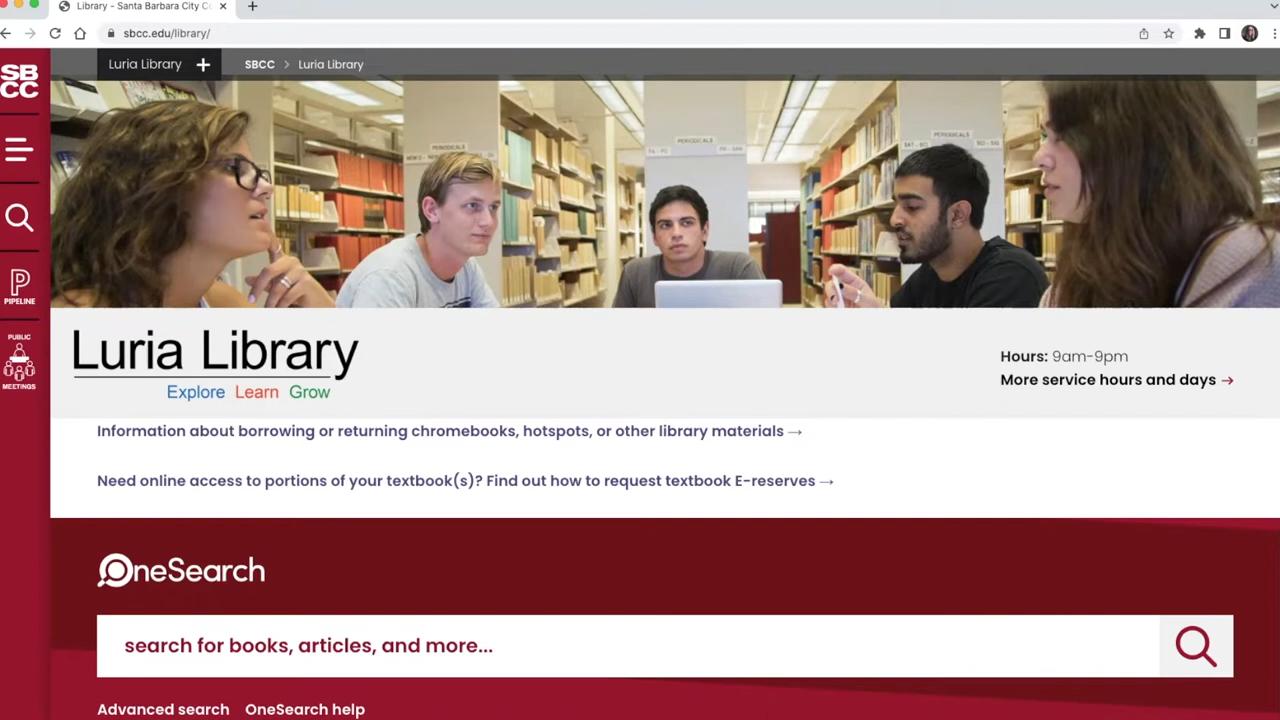 Library - Santa Barbara City C
sbcc.edu/library/
SB
CC
Luria Library
SBCC > Luria Library
PERIODICALS
PERIODICALS
PERIODICALS
PIPELINE
PUBLIC
MEETINGS
Luria Library
Explore Learn Grow
Hours: 9am-9pm
More service hours and days →
Information about borrowing or returning chromebooks, hotspots, or other library materials →
Need online access to portions of your textbook(s)? Find out how to request textbook E-reserves →
OneSearch
search for books, articles, and more...
Advanced search OneSearch help